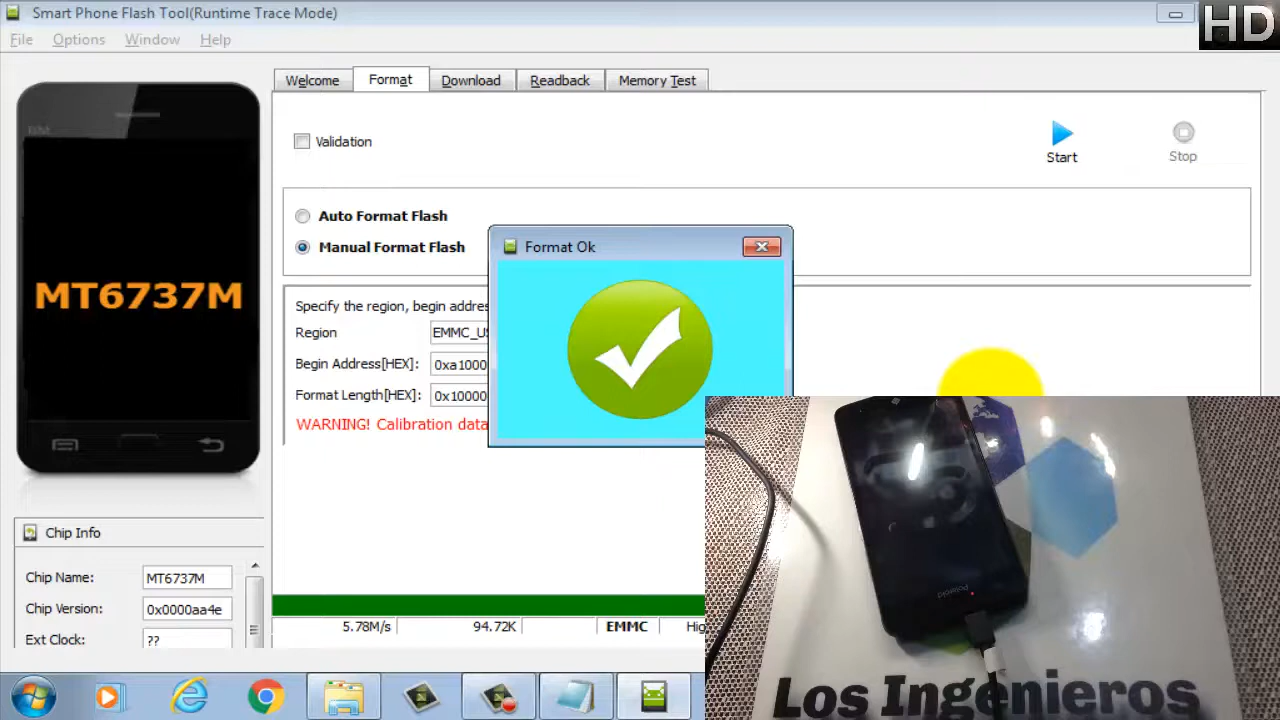 Smart Phone Flash Tool(Runtime Trace Mode)
HD
File Options Window Help
Welcome Format Download Readback Memory Test
Validation
Start
Stop
Auto Format Flash
Manual Format Flash
Format Ok
MT6737M
Specify the region, begin addres
Region
EMMC_US
Begin Address[HEX]:
0xa1000
Format Length[HEX]:
0x10000
WARNING! Calibration data
Chip Info
Chip Name:
MT6737M
Chip Version:
0x0000aa4e
Ext Clock:
??
5.78M/s
94.72K
EMMC
Hig
Polaroid
Los Ingenieros